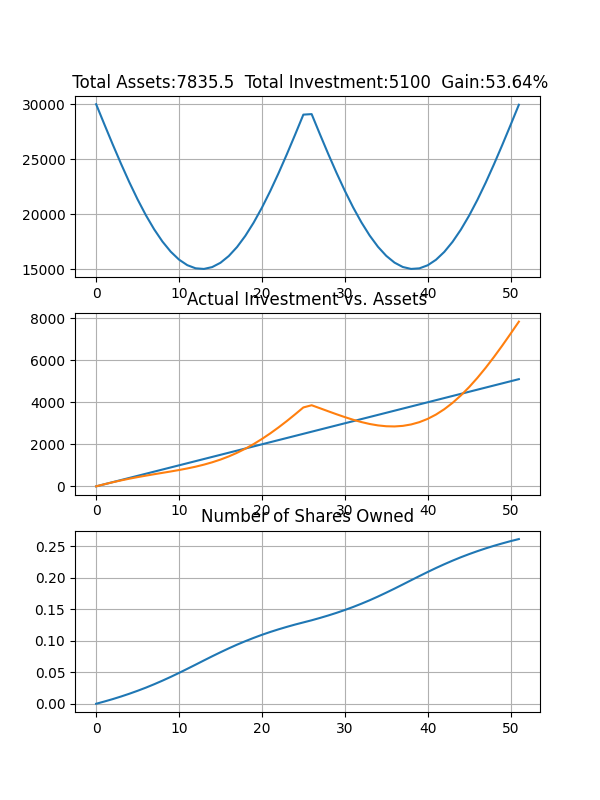 Total Assets:7835.5  Total Investment:5100  Gain:53.64%
30000
25000
20000
15000
0 10 20 30 40 50
Actual Investment vs. Assets
8000
6000
4000
2000
0
0 10 20 30 40 50
Number of Shares Owned
0.25
0.20
0.15
0.10
0.05
0.00
0 10 20 30 40 50